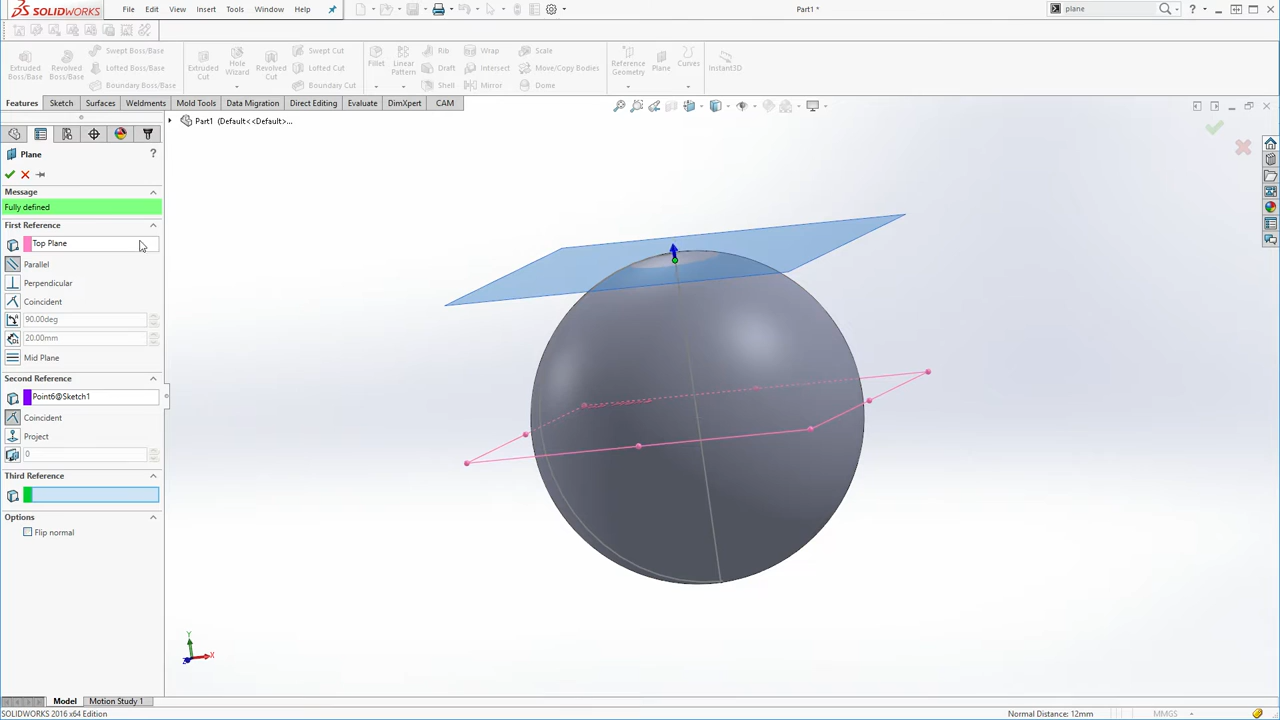 SOLIDWORKS File Edit View Insert Tools Window Help Part1 * plane
Extruded Boss/Base
Revolved Boss/Base
Swept Boss/Base
Lofted Boss/Base
Boundary Boss/Base
Extruded Cut
Hole Wizard
Revolved Cut
Swept Cut
Lofted Cut
Boundary Cut
Fillet
Linear Pattern
Rib
Draft
Shell
Wrap
Intersect
Mirror
Scale
Move/Copy Bodies
Dome
Reference Geometry
Plane
Curves
Instant3D
Features Sketch Surfaces Weldments Mold Tools Data Migration Direct Editing Evaluate DimXpert CAM
Part1 (Default<<Default>...
Plane ?
Message
Fully defined
First Reference
Top Plane
Parallel
Perpendicular
Coincident
90.00deg
20.00mm
Mid Plane
Second Reference
Point6@Sketch1
Coincident
Project
0
Third Reference
Options
Flip normal
Y
X
Z
Model Motion Study 1
SOLIDWORKS 2016 x64 Edition Normal Distance: 12mm MMGS